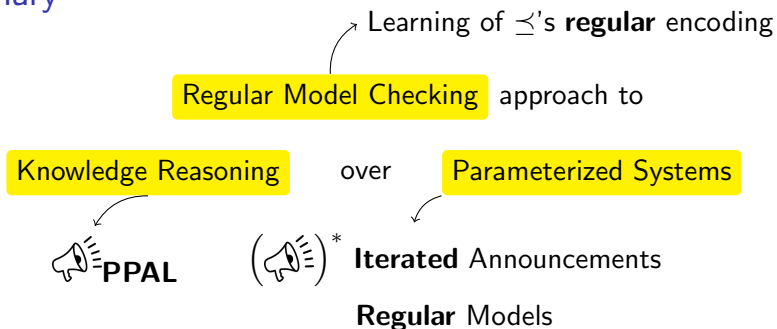 Learning of ⪯'s regular encoding
Regular Model Checking approach to
Knowledge Reasoning over Parameterized Systems
PPAL ( )* Iterated Announcements
Regular Models